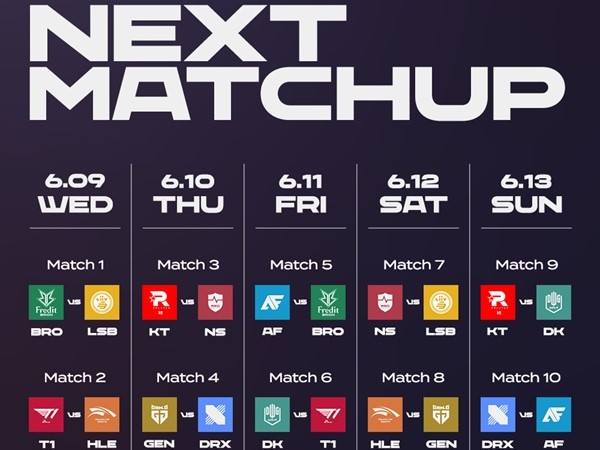 NEXT
MATCHUP
6.09 6.10 6.11 6.12 6.13
WED THU FRI SAT SUN
Match 1 Match 3 Match 5 Match 7 Match 9
Fredit vs vs vs Fredit vs vs
BRO LSB KT NS AF BRO NS LSB KT DK
Match 2 Match 4 Match 6 Match 8 Match 10
vs GEN.G vs vs vs GEN.G vs
T1 HLE GEN DRX DK T1 HLE GEN DRX AF